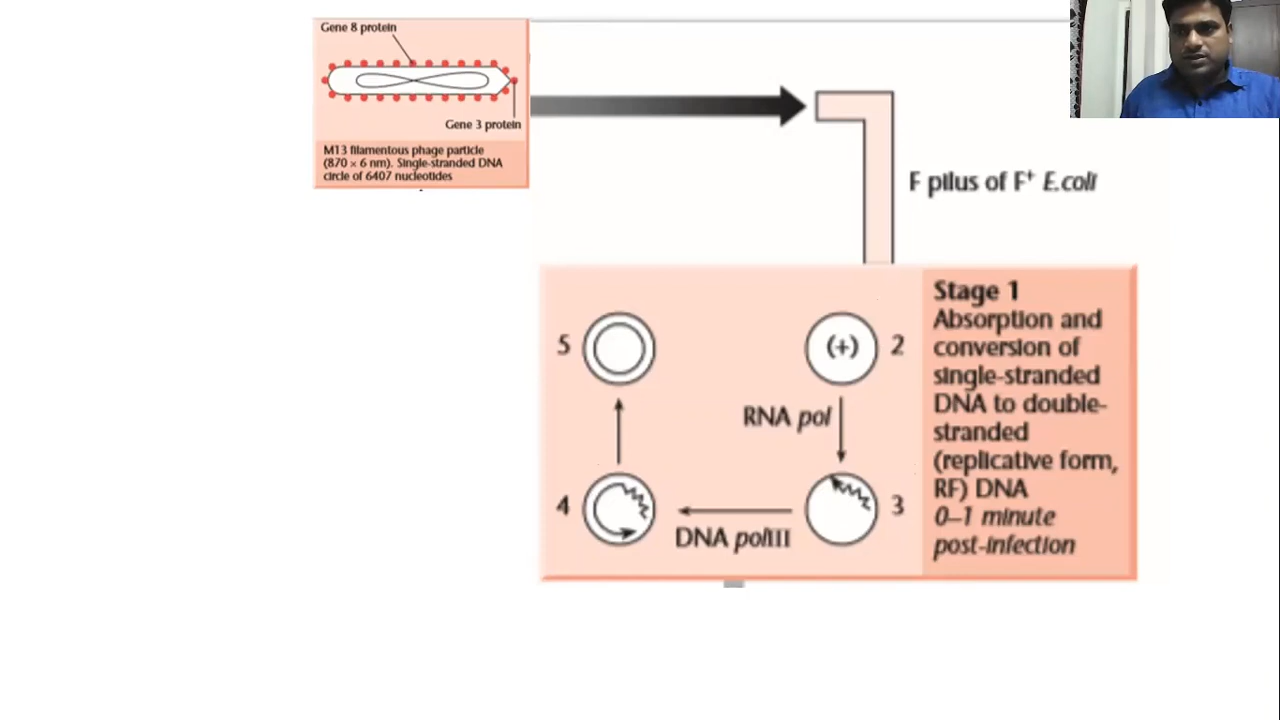 Gene 8 protein
Gene 3 protein
M13 filamentous phage particle
(870 × 6 nm). Single-stranded DNA
circle of 6407 nucleotides
F pilus of F⁺ E.coli
5
(+)
2
RNA pol
4
3
DNA polIII
Stage 1
Absorption and
conversion of
single-stranded
DNA to double-
stranded
(replicative form,
RF) DNA
0–1 minute
post-infection